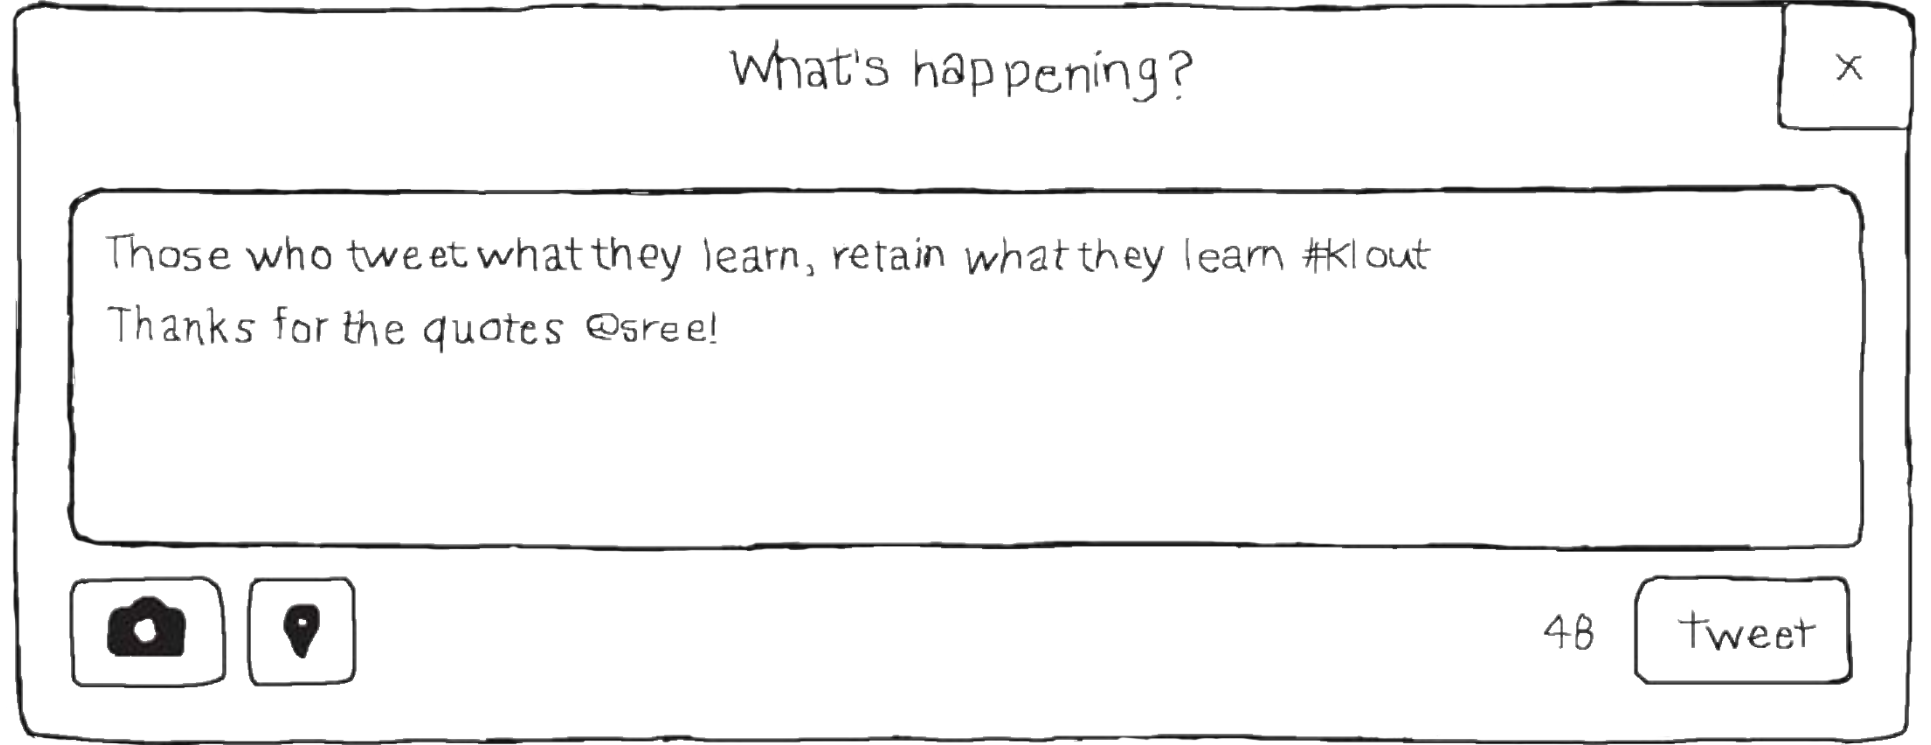 What's happening?
x
Those who tweet what they learn, retain what they learn #Klout
Thanks for the quotes @sree!
48
tweet